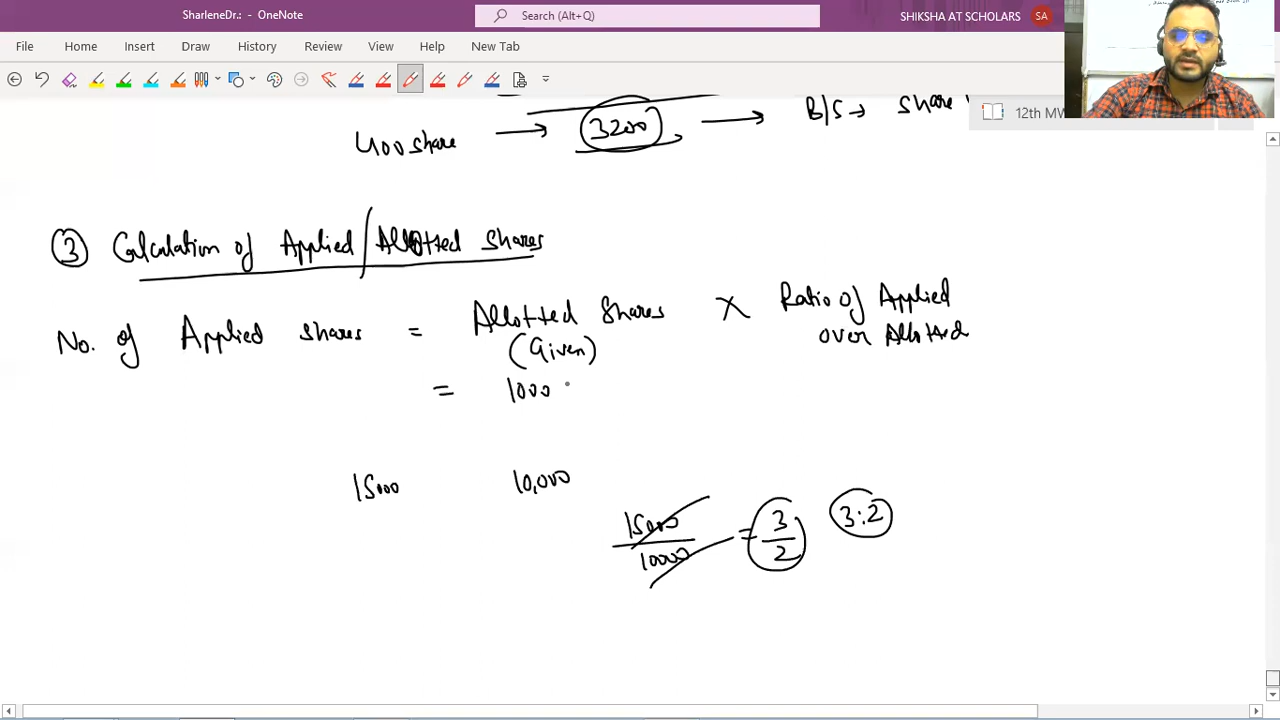 SharleneDr.: - OneNote
Search (Alt+Q)
SHIKSHA AT SCHOLARS SA
File Home Insert Draw History Review View Help New Tab
12th MW
400 share → 3200 → B/S → share
③ Calculation of Applied/Allotted shares
No. of Applied shares = Allotted Shares X Ratio of Applied
(Given) over Allotted
= 1000
15000 10,000
15000/10000 = 3/2 3:2